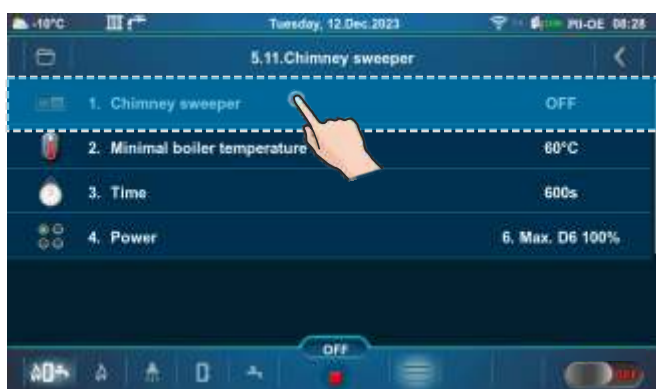 -10°C Tuesday, 12.Dec.2023 PU-OE 08:28
5.11.Chimney sweeper
1. Chimney sweeper OFF
2. Minimal boiler temperature 60°C
3. Time 600s
4. Power 6. Max. D6 100%
OFF
OFF